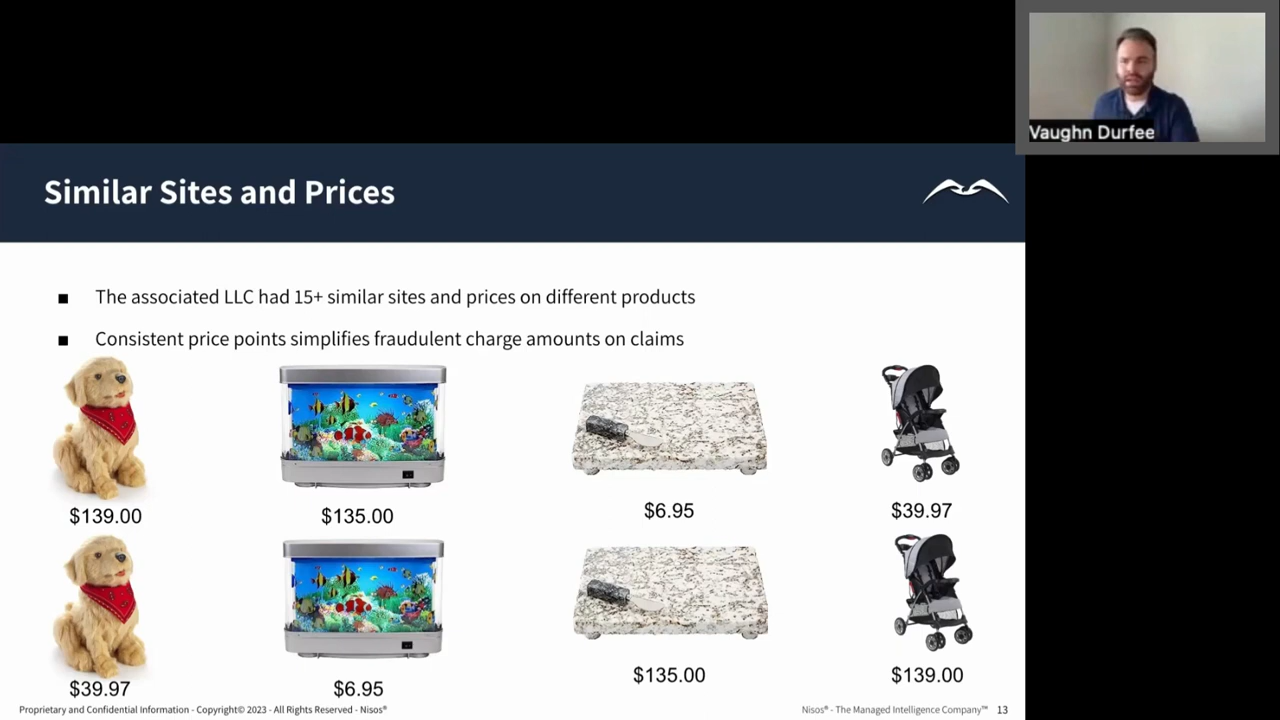 Vaughn Durfee
Similar Sites and Prices
■ The associated LLC had 15+ similar sites and prices on different products
■ Consistent price points simplifies fraudulent charge amounts on claims
$139.00 $135.00 $6.95 $39.97
$39.97 $6.95 $135.00 $139.00
Proprietary and Confidential Information - Copyright© 2023 - All Rights Reserved - Nisos® Nisos® - The Managed Intelligence Company™ 13